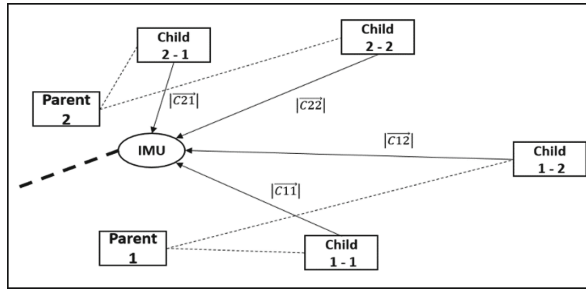 Child
2 - 1
Child
2 - 2
Parent
2
|C21|
|C22|
IMU
|C12|
Child
1 - 2
|C11|
Parent
1
Child
1 - 1